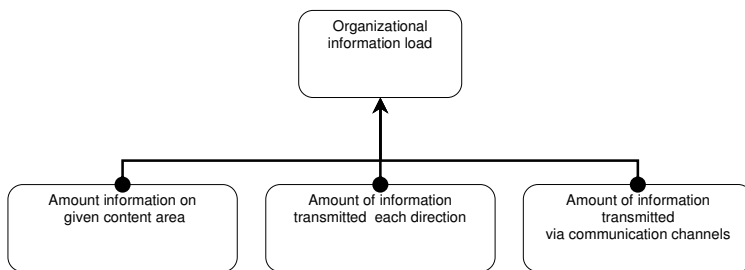 Organizational
information load
Amount information on
given content area
Amount of information
transmitted each direction
Amount of information
transmitted
via communication channels